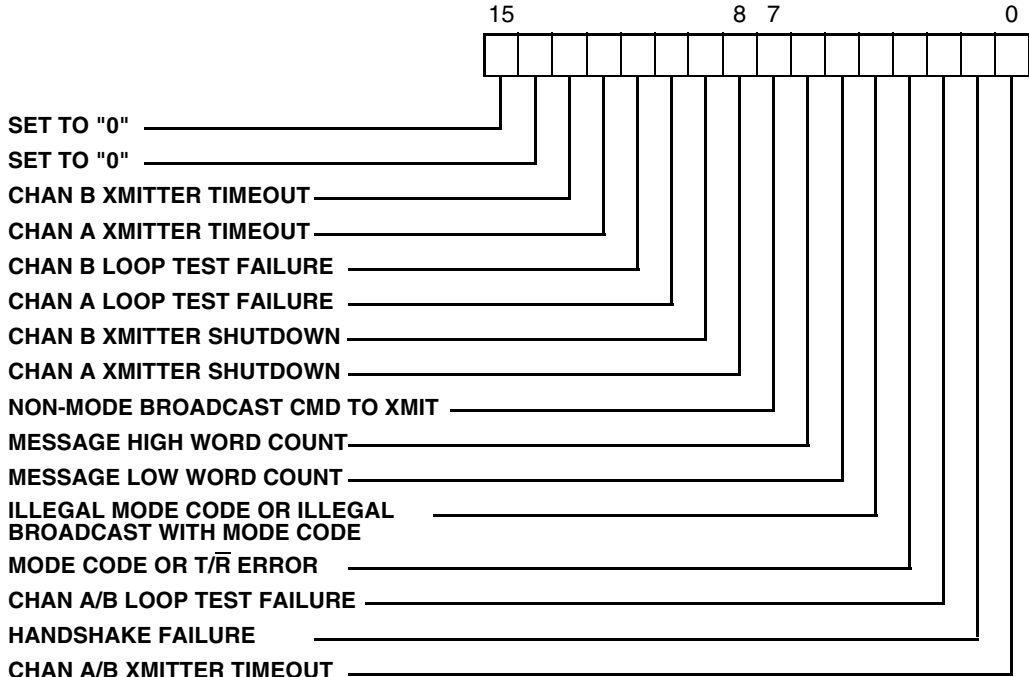 15 8 7 0
SET TO "0"
SET TO "0"
CHAN B XMITTER TIMEOUT
CHAN A XMITTER TIMEOUT
CHAN B LOOP TEST FAILURE
CHAN A LOOP TEST FAILURE
CHAN B XMITTER SHUTDOWN
CHAN A XMITTER SHUTDOWN
NON-MODE BROADCAST CMD TO XMIT
MESSAGE HIGH WORD COUNT
MESSAGE LOW WORD COUNT
ILLEGAL MODE CODE OR ILLEGAL
BROADCAST WITH MODE CODE
MODE CODE OR T/R̅ ERROR
CHAN A/B LOOP TEST FAILURE
HANDSHAKE FAILURE
CHAN A/B XMITTER TIMEOUT